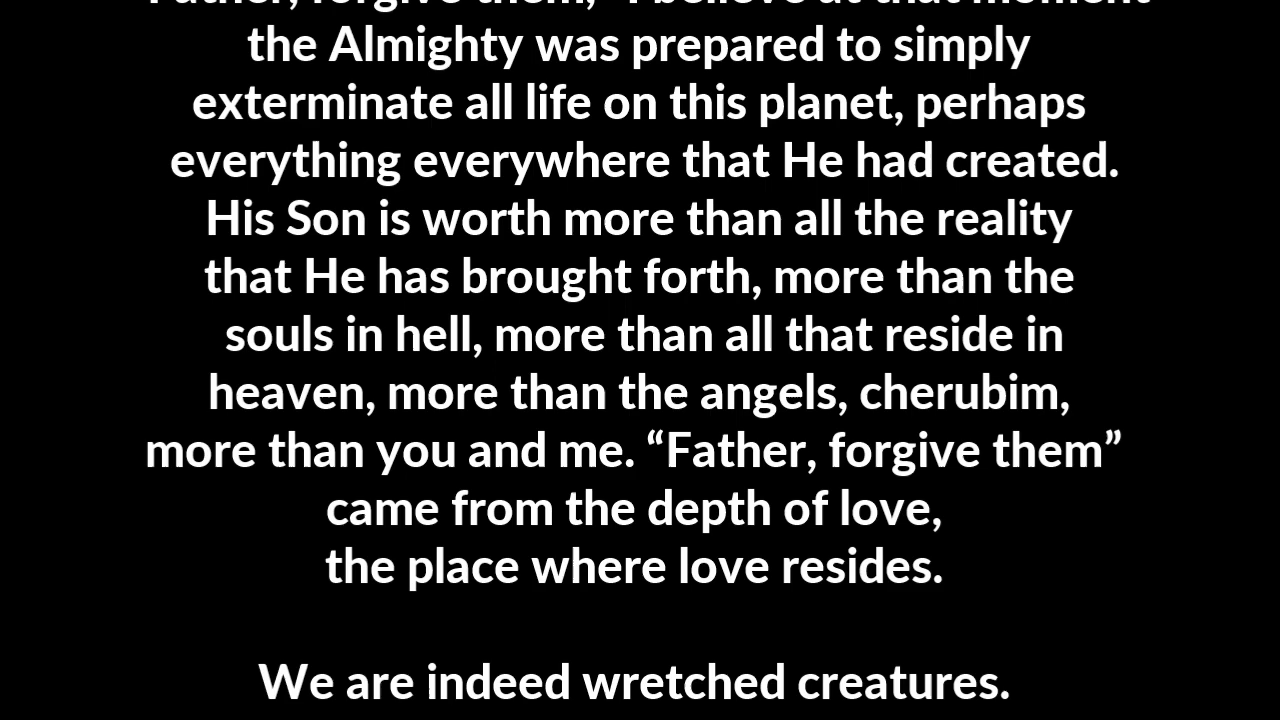 Father, forgive them,” I believe at that moment
the Almighty was prepared to simply
exterminate all life on this planet, perhaps
everything everywhere that He had created.
His Son is worth more than all the reality
that He has brought forth, more than the
souls in hell, more than all that reside in
heaven, more than the angels, cherubim,
more than you and me. “Father, forgive them”
came from the depth of love,
the place where love resides.
We are indeed wretched creatures.